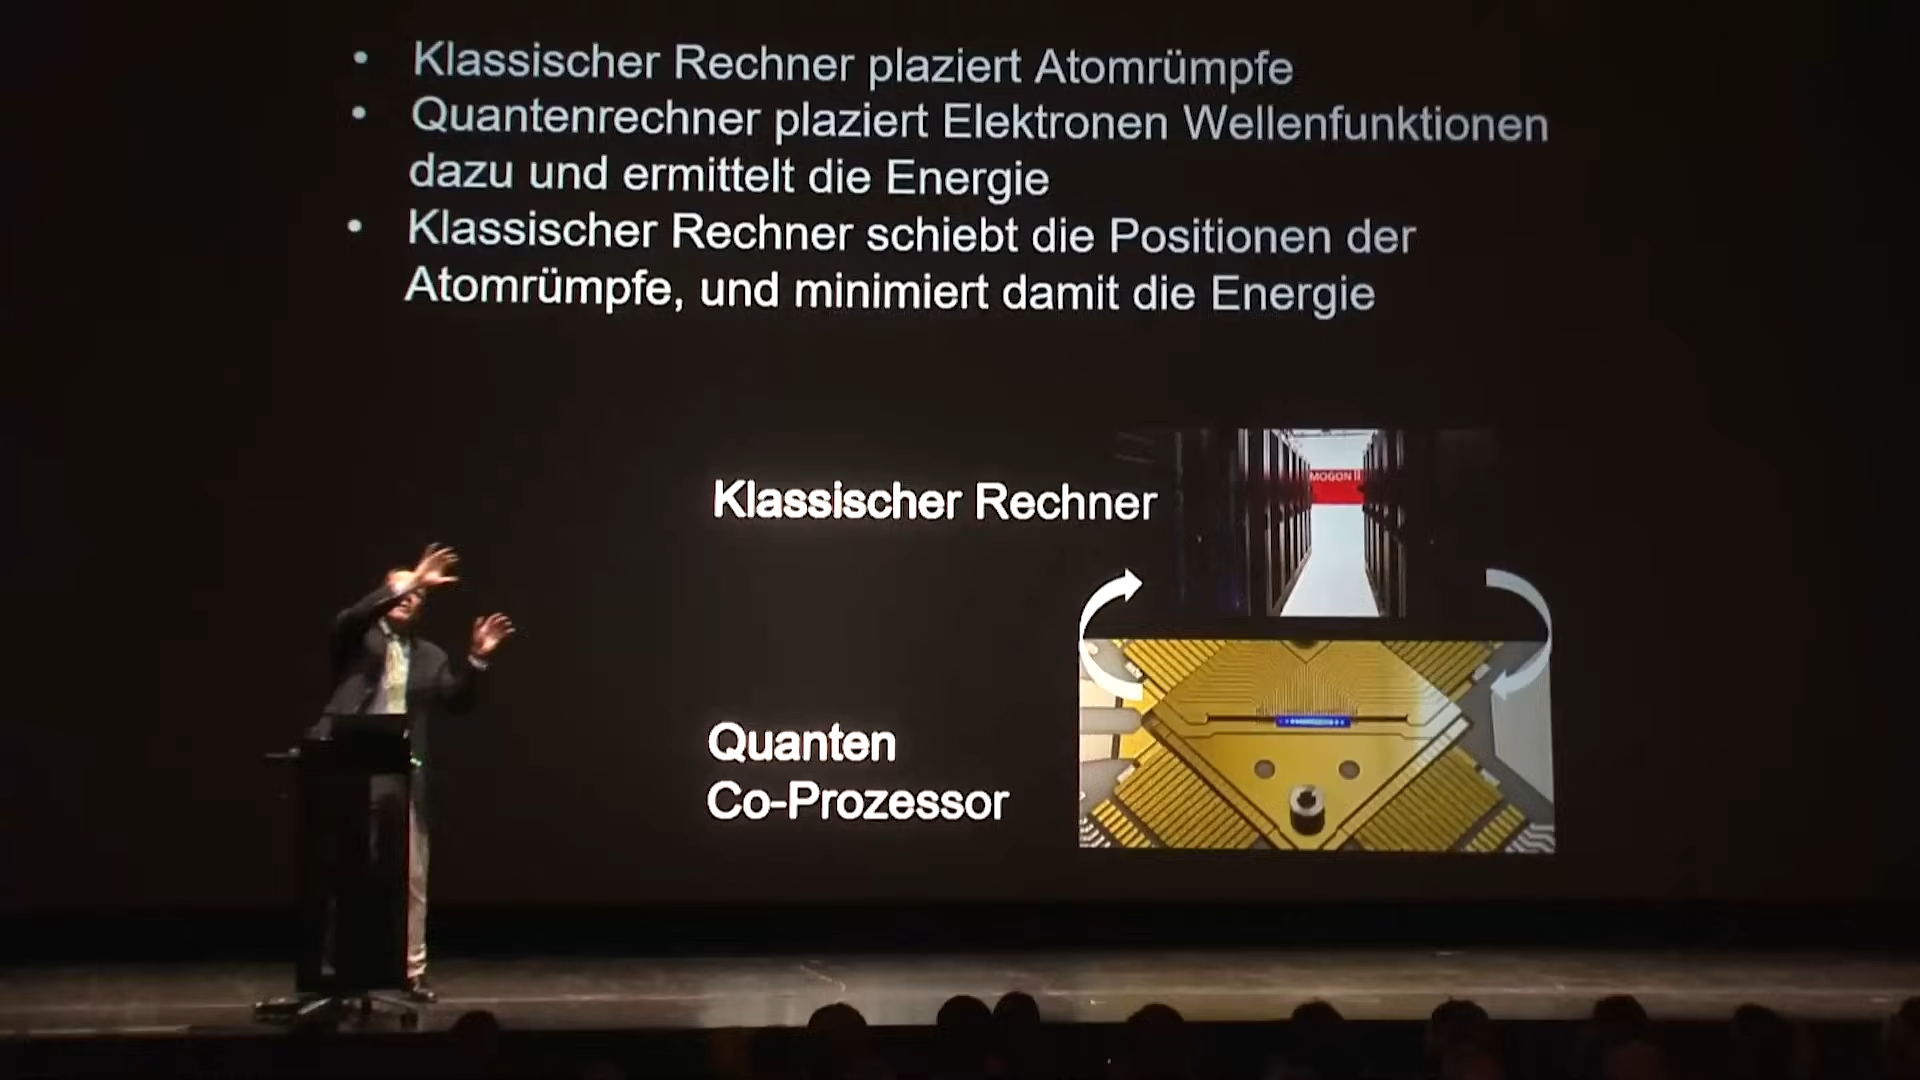 • Klassischer Rechner plaziert Atomrümpfe
• Quantenrechner plaziert Elektronen Wellenfunktionen
dazu und ermittelt die Energie
• Klassischer Rechner schiebt die Positionen der
Atomrümpfe, und minimiert damit die Energie
Klassischer Rechner
MOGON II
Quanten
Co-Prozessor